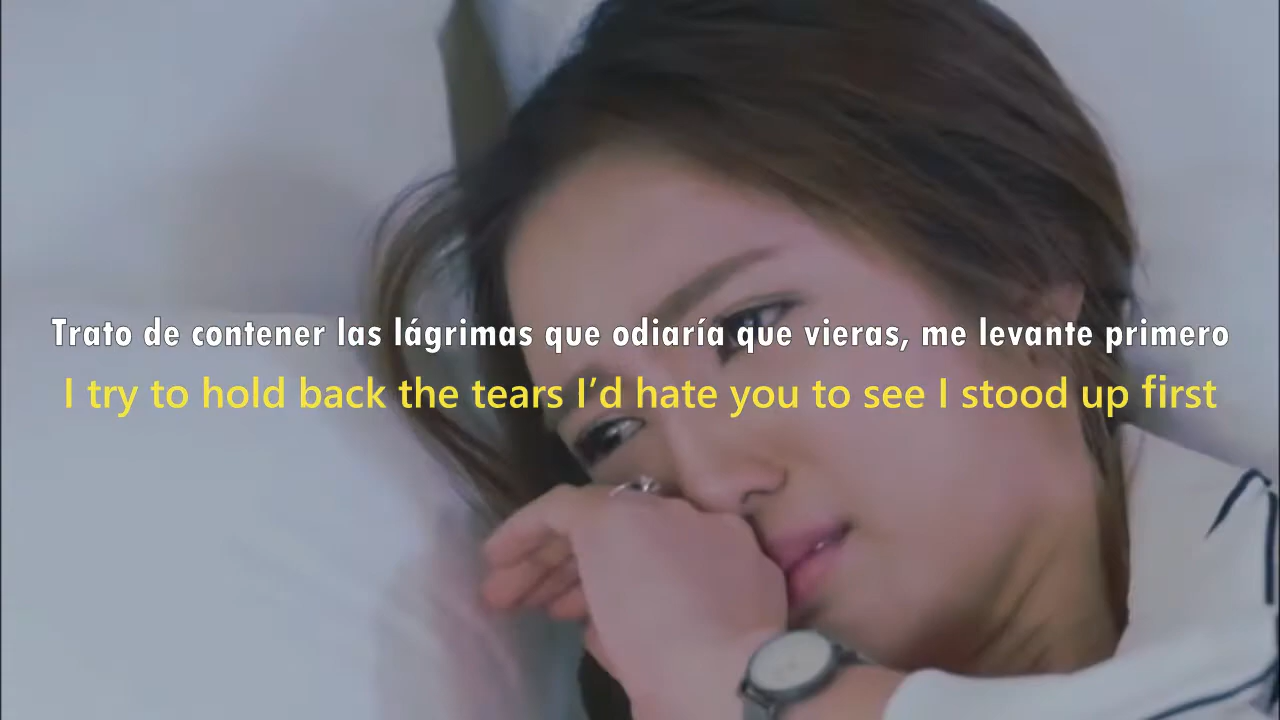 Trato de contener las lágrimas que odiaría que vieras, me levante primero
I try to hold back the tears I’d hate you to see I stood up first